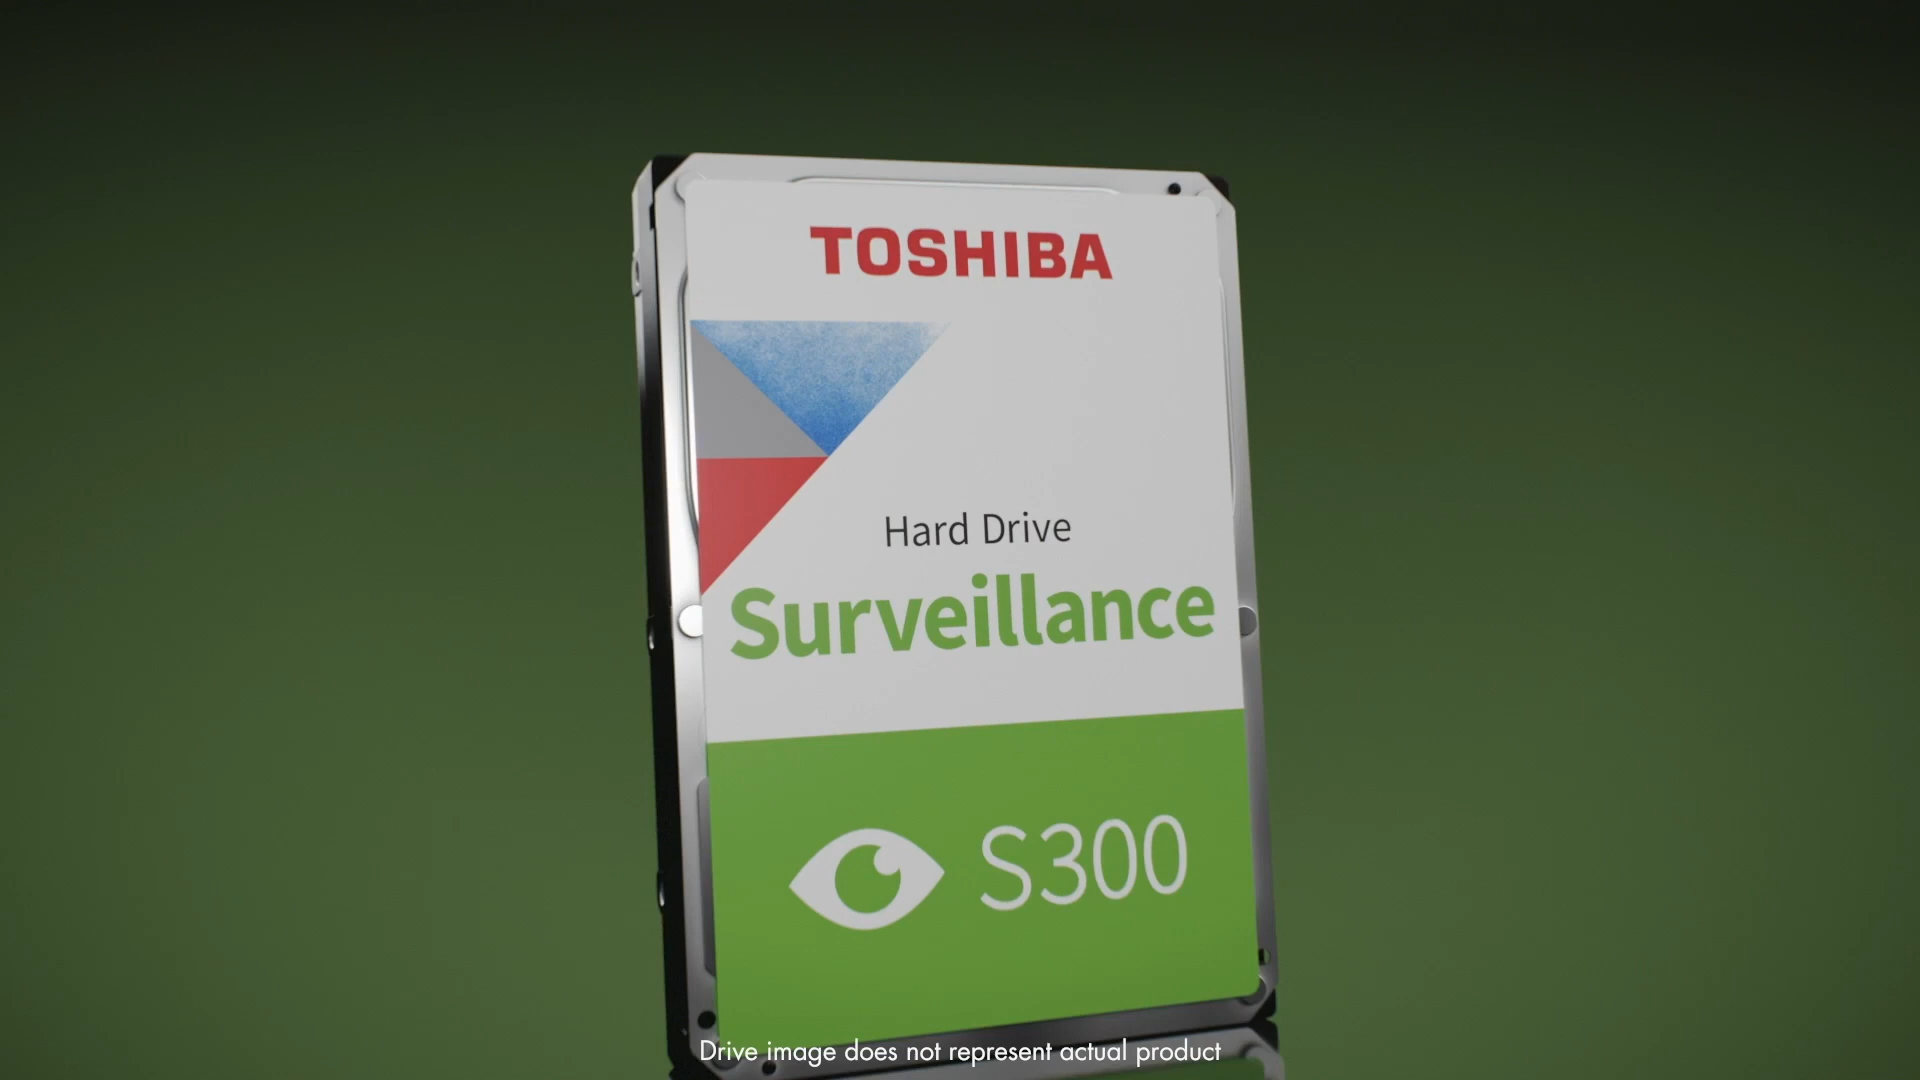 TOSHIBA
Hard Drive
Surveillance
S300
Drive image does not represent actual product